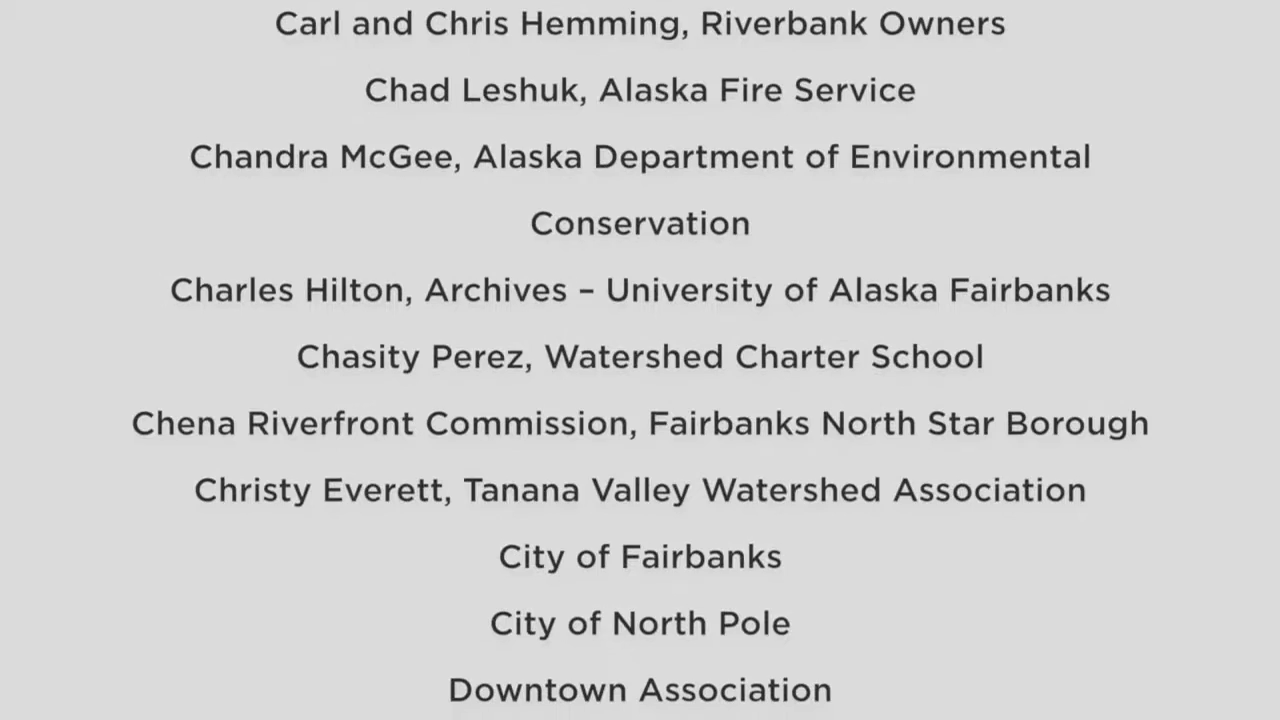 Carl and Chris Hemming, Riverbank Owners
Chad Leshuk, Alaska Fire Service
Chandra McGee, Alaska Department of Environmental
Conservation
Charles Hilton, Archives – University of Alaska Fairbanks
Chasity Perez, Watershed Charter School
Chena Riverfront Commission, Fairbanks North Star Borough
Christy Everett, Tanana Valley Watershed Association
City of Fairbanks
City of North Pole
Downtown Association